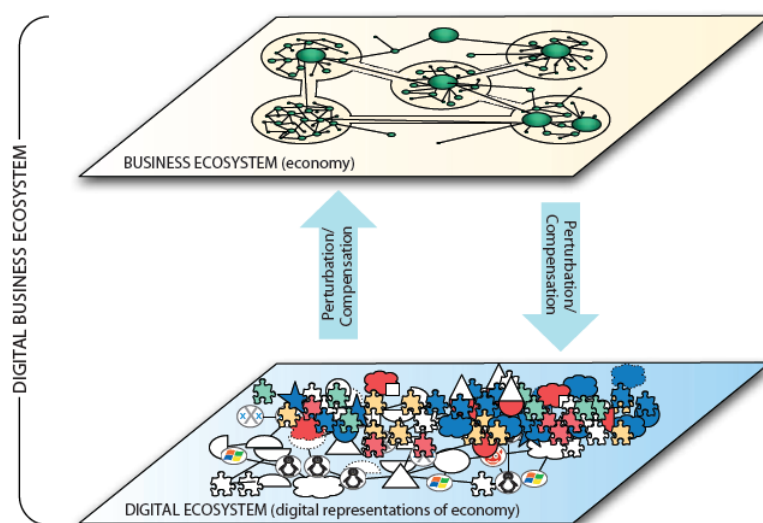 DIGITAL BUSINESS ECOSYSTEM
BUSINESS ECOSYSTEM (economy)
Perturbation/
Compensation
Perturbation/
Compensation
DIGITAL ECOSYSTEM (digital representations of economy)